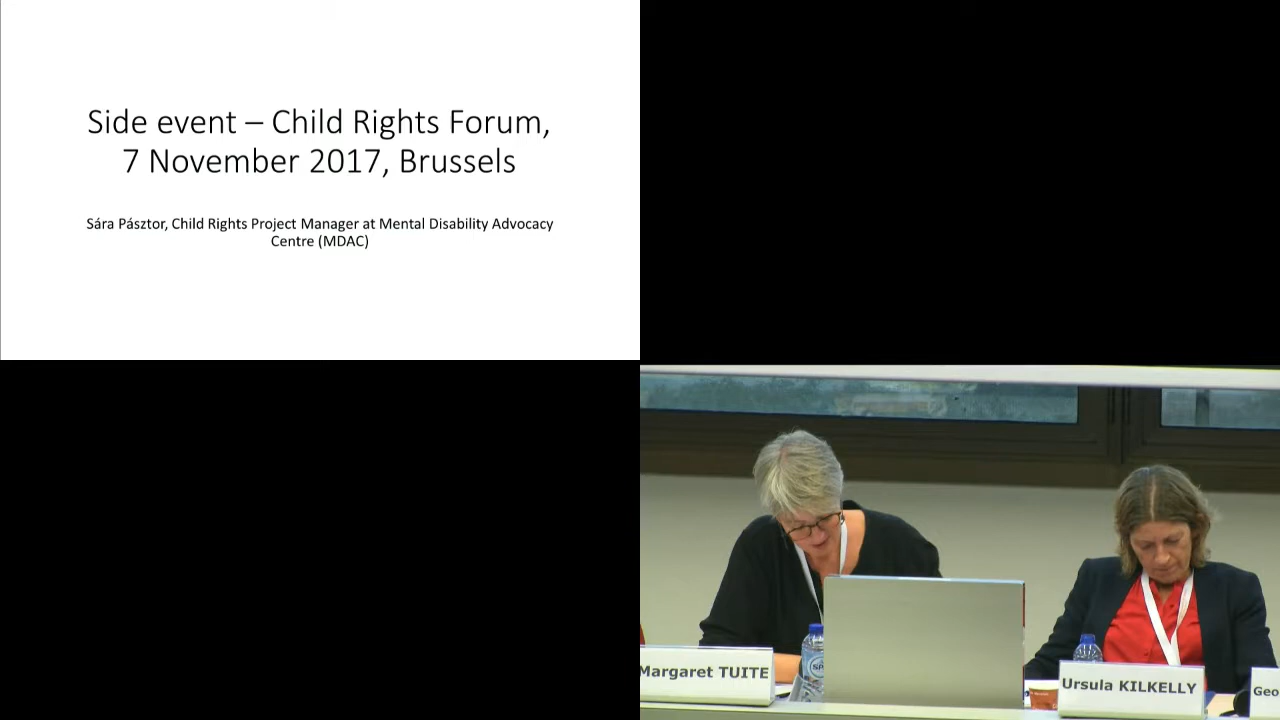 Side event – Child Rights Forum,
7 November 2017, Brussels
Sára Pásztor, Child Rights Project Manager at Mental Disability Advocacy
Centre (MDAC)
Margaret TUITE
Ursula KILKELLY
Geo